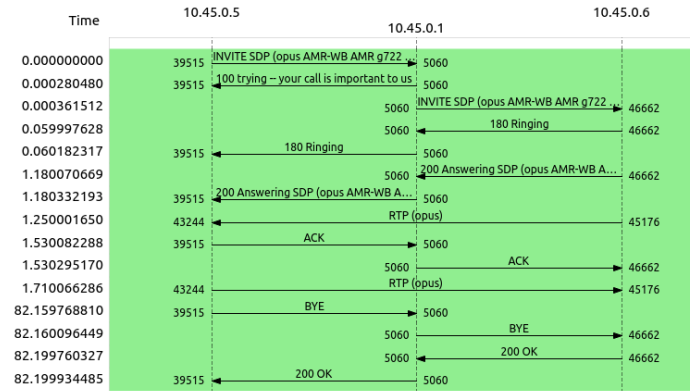 Time 10.45.0.5 10.45.0.1 10.45.0.6
0.000000000 39515 INVITE SDP (opus AMR-WB AMR g722 ... 5060
0.000280480 39515 100 trying -- your call is important to us 5060
0.000361512 5060 INVITE SDP (opus AMR-WB AMR g722 ... 46662
0.059997628 5060 180 Ringing 46662
0.060182317 39515 180 Ringing 5060
1.180070669 5060 200 Answering SDP (opus AMR-WB A... 46662
1.180332193 39515 200 Answering SDP (opus AMR-WB A... 5060
1.250001650 43244 RTP (opus) 45176
1.530082288 39515 ACK 5060
1.530295170 5060 ACK 46662
1.710066286 43244 RTP (opus) 45176
82.159768810 39515 BYE 5060
82.160096449 5060 BYE 46662
82.199760327 5060 200 OK 46662
82.199934485 39515 200 OK 5060